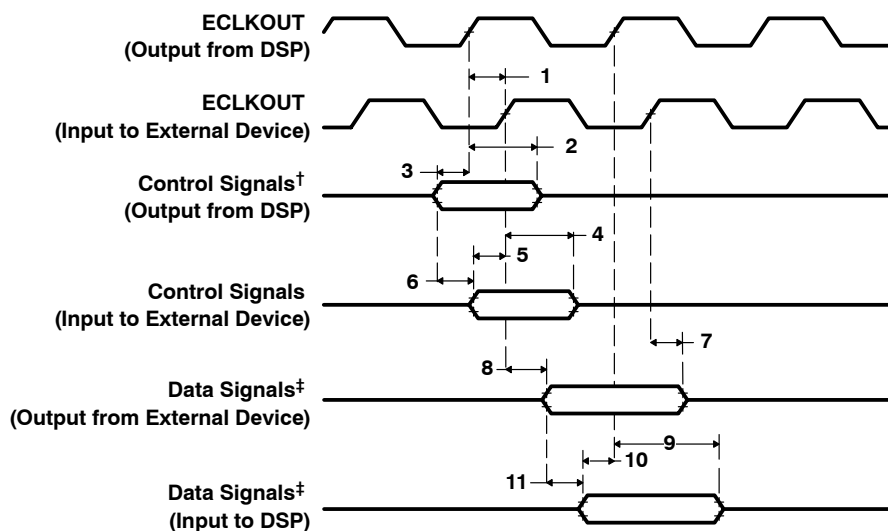 ECLKOUT
(Output from DSP)
1
ECLKOUT
(Input to External Device)
2
3
Control Signals†
(Output from DSP)
4
5
6
Control Signals
(Input to External Device)
7
8
Data Signals‡
(Output from External Device)
9
10
11
Data Signals‡
(Input to DSP)